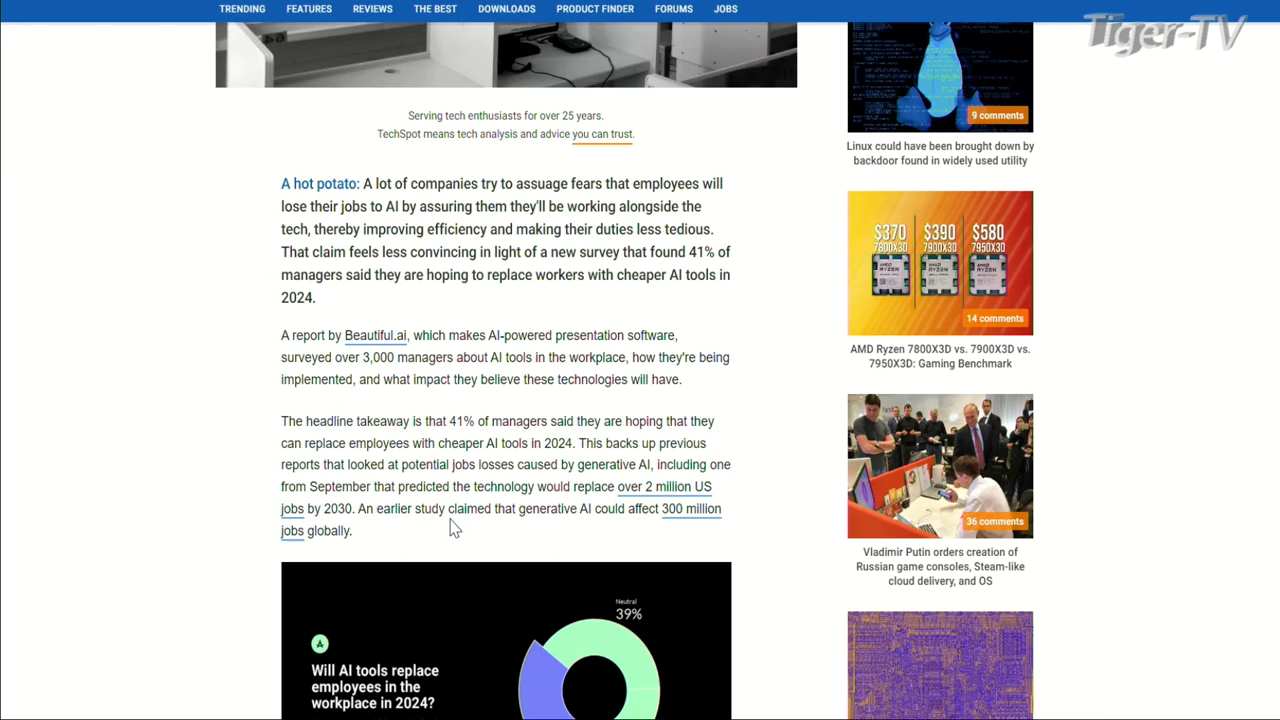 TRENDING FEATURES REVIEWS THE BEST DOWNLOADS PRODUCT FINDER FORUMS JOBS
Tiger-TV
Serving tech enthusiasts for over 25 years.
TechSpot means tech analysis and advice you can trust.
A hot potato: A lot of companies try to assuage fears that employees will
lose their jobs to AI by assuring them they'll be working alongside the
tech, thereby improving efficiency and making their duties less tedious.
That claim feels less convincing in light of a new survey that found 41% of
managers said they are hoping to replace workers with cheaper AI tools in
2024.
A report by Beautiful.ai, which makes AI-powered presentation software,
surveyed over 3,000 managers about AI tools in the workplace, how they're being
implemented, and what impact they believe these technologies will have.
The headline takeaway is that 41% of managers said they are hoping that they
can replace employees with cheaper AI tools in 2024. This backs up previous
reports that looked at potential jobs losses caused by generative AI, including one
from September that predicted the technology would replace over 2 million US
jobs by 2030. An earlier study claimed that generative AI could affect 300 million
jobs globally.
Neutral
39%
Will AI tools replace
employees in the
workplace in 2024?
9 comments
Linux could have been brought down by
backdoor found in widely used utility
$370 $390 $580
7800X3D 7900X3D 7950X3D
AMD AMD AMD
RYZEN RYZEN RYZEN
14 comments
AMD Ryzen 7800X3D vs. 7900X3D vs.
7950X3D: Gaming Benchmark
36 comments
Vladimir Putin orders creation of
Russian game consoles, Steam-like
cloud delivery, and OS